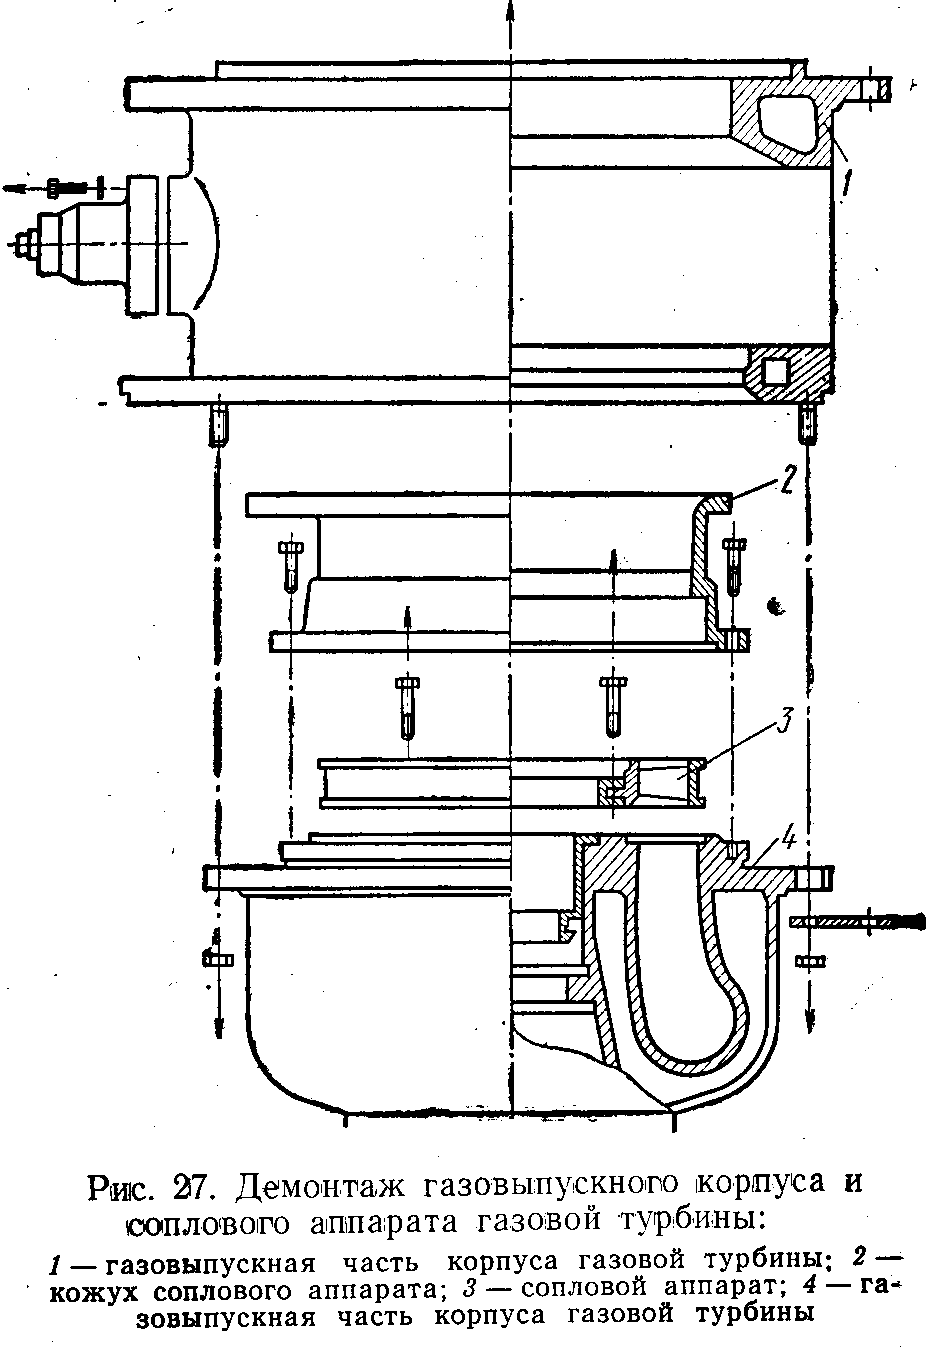 1
2
3
4
Рис. 27. Демонтаж газовыпускного корпуса и
соплового аппарата газовой турбины:
1 — газовыпускная часть корпуса газовой турбины; 2 —
кожух соплового аппарата; 3 — сопловой аппарат; 4 — га-
зовыпускная часть корпуса газовой турбины